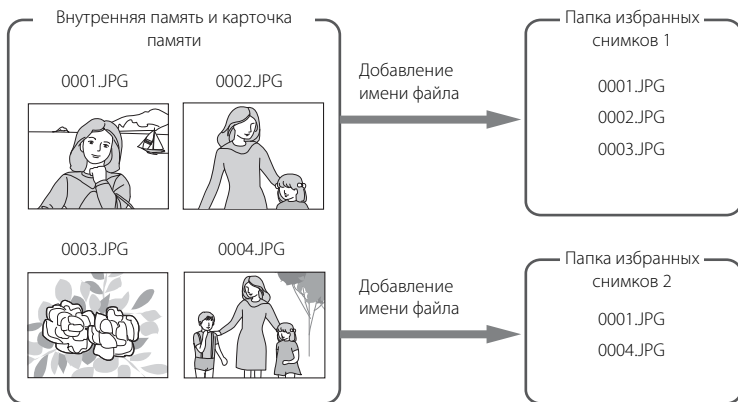 Внутренняя память и карточка
памяти
0001.JPG
0002.JPG
0003.JPG
0004.JPG
Добавление
имени файла
Папка избранных
снимков 1
0001.JPG
0002.JPG
0003.JPG
Добавление
имени файла
Папка избранных
снимков 2
0001.JPG
0004.JPG